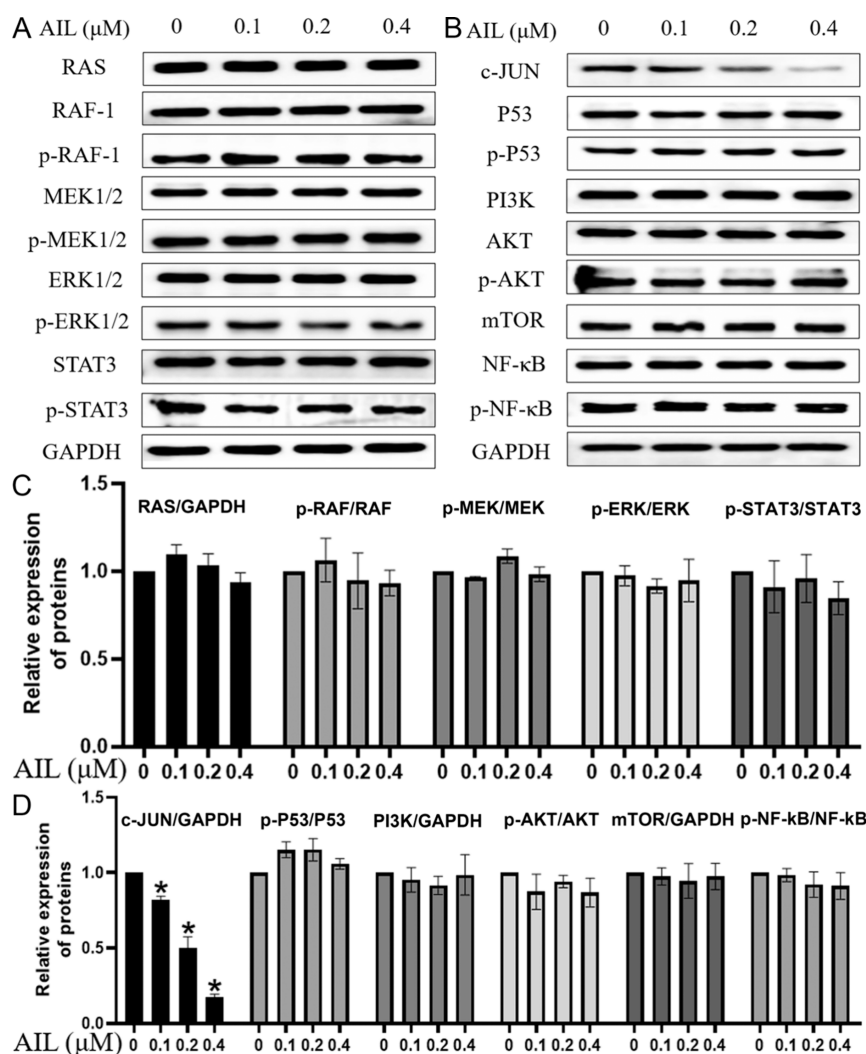 A
AIL (μM) 0 0.1 0.2 0.4
RAS
RAF-1
p-RAF-1
MEK1/2
p-MEK1/2
ERK1/2
p-ERK1/2
STAT3
p-STAT3
GAPDH
B
AIL (μM) 0 0.1 0.2 0.4
c-JUN
P53
p-P53
PI3K
AKT
p-AKT
mTOR
NF-κB
p-NF-κB
GAPDH
C
Relative expression
of proteins
1.5
1.0
0.5
0.0
RAS/GAPDH p-RAF/RAF p-MEK/MEK p-ERK/ERK p-STAT3/STAT3
AIL (μM) 0 0.1 0.2 0.4 0 0.1 0.2 0.4 0 0.1 0.2 0.4 0 0.1 0.2 0.4 0 0.1 0.2 0.4
D
Relative expression
of proteins
1.5
1.0
0.5
0.0
c-JUN/GAPDH p-P53/P53 PI3K/GAPDH p-AKT/AKT mTOR/GAPDH p-NF-kB/NF-kB
* * *
AIL (μM) 0 0.1 0.2 0.4 0 0.1 0.2 0.4 0 0.1 0.2 0.4 0 0.1 0.2 0.4 0 0.1 0.2 0.4 0 0.1 0.2 0.4